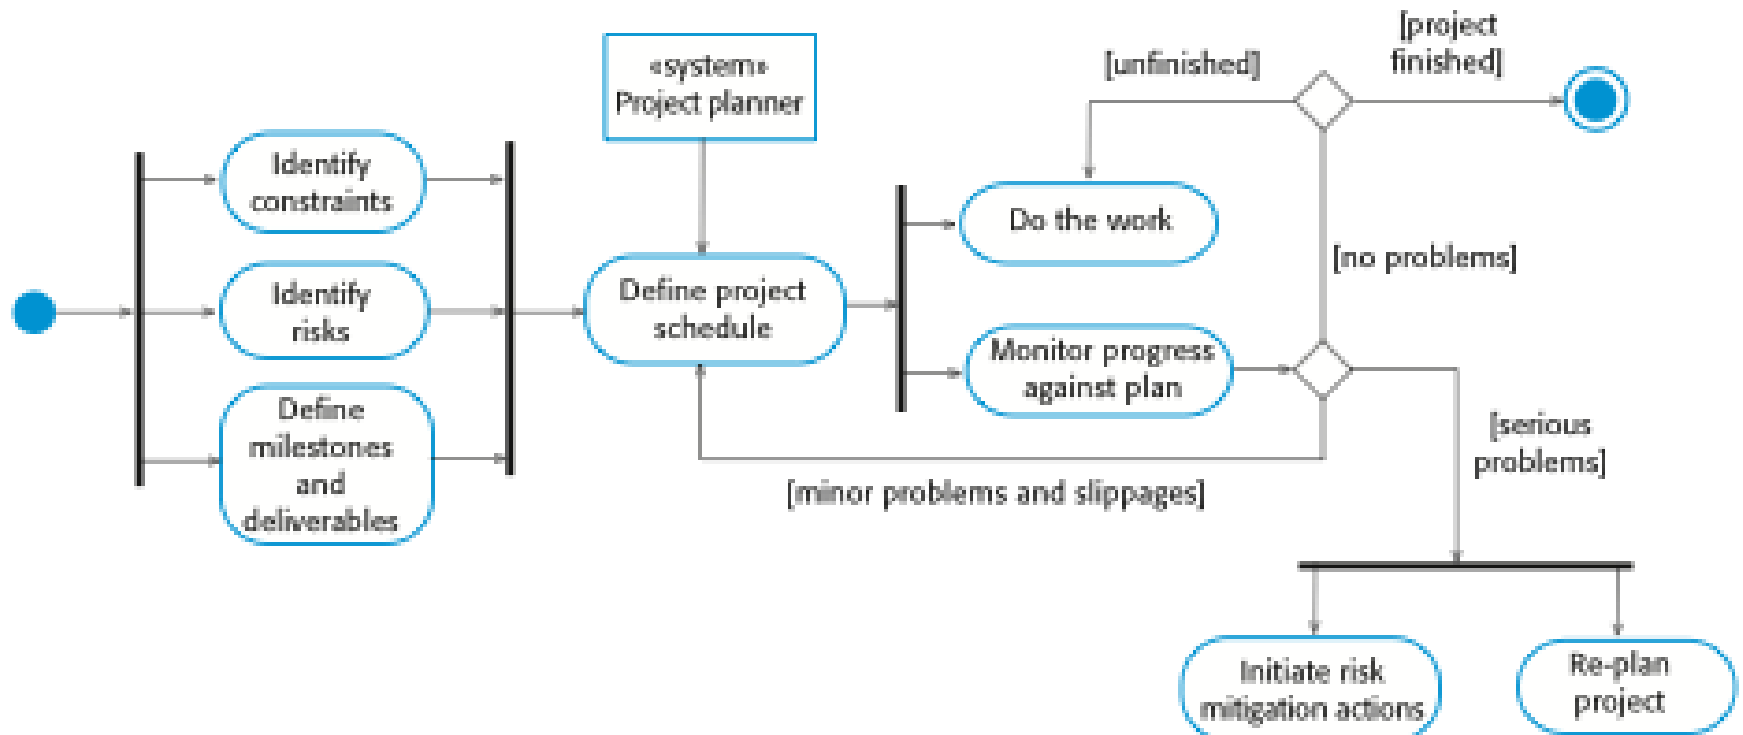 Identify
constraints
Identify
risks
Define
milestones
and
deliverables
«system»
Project planner
Define project
schedule
[unfinished]
[project
finished]
Do the work
[no problems]
Monitor progress
against plan
[serious
problems]
[minor problems and slippages]
Initiate risk
mitigation actions
Re-plan
project